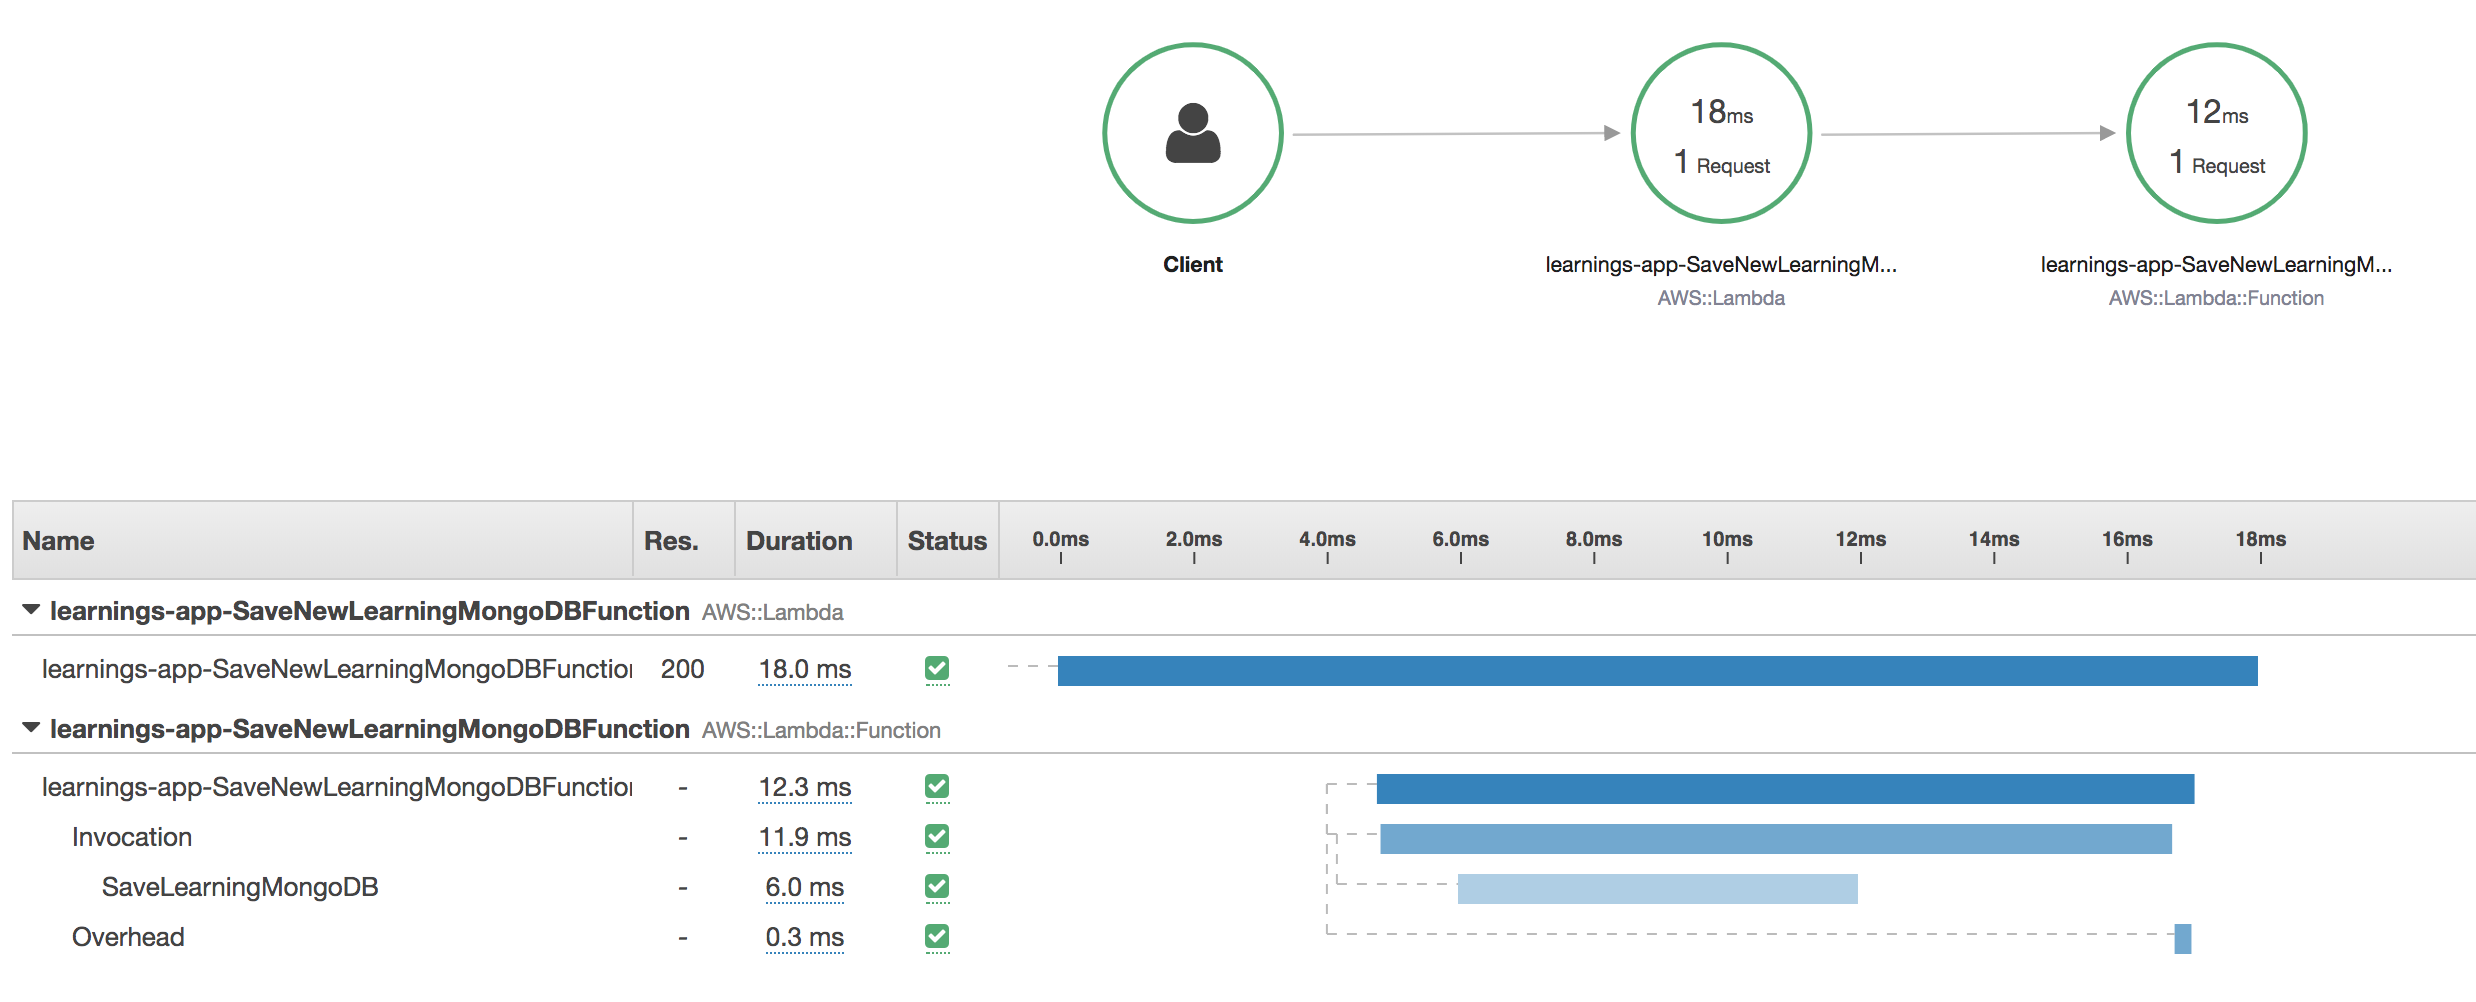 18ms
1 Request
12ms
1 Request
Client
learnings-app-SaveNewLearningM...
AWS::Lambda
learnings-app-SaveNewLearningM...
AWS::Lambda::Function
Name Res. Duration Status 0.0ms 2.0ms 4.0ms 6.0ms 8.0ms 10ms 12ms 14ms 16ms 18ms
learnings-app-SaveNewLearningMongoDBFunction AWS::Lambda
learnings-app-SaveNewLearningMongoDBFunction 200 18.0 ms
learnings-app-SaveNewLearningMongoDBFunction AWS::Lambda::Function
learnings-app-SaveNewLearningMongoDBFunction - 12.3 ms
Invocation - 11.9 ms
SaveLearningMongoDB - 6.0 ms
Overhead - 0.3 ms